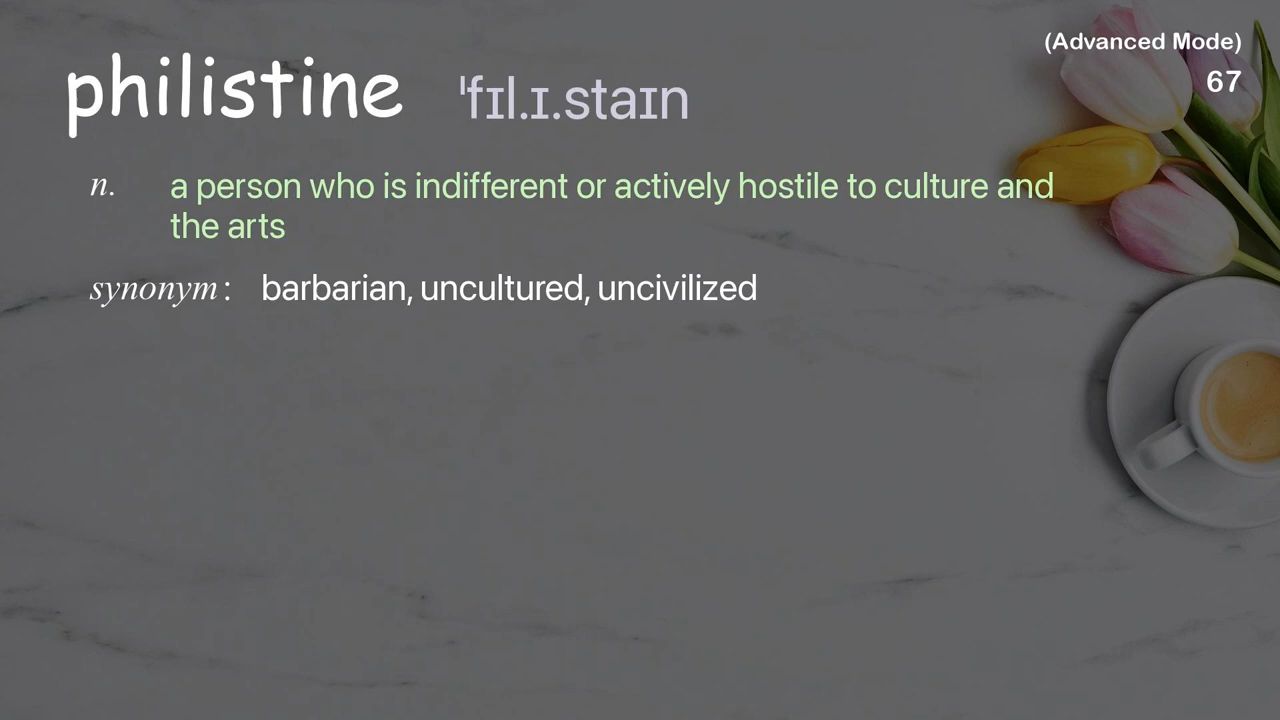 (Advanced Mode)
philistine ˈfɪl.ɪ.staɪn
67
n. a person who is indifferent or actively hostile to culture and
the arts
synonym: barbarian, uncultured, uncivilized